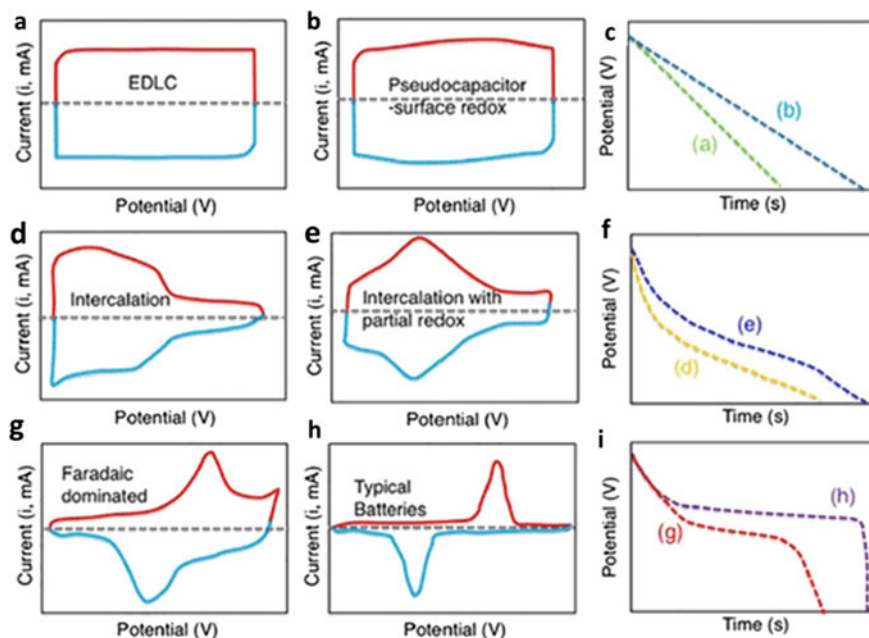 a
Current (i, mA)
EDLC
Potential (V)
b
Current (i, mA)
Pseudocapacitor
-surface redox
Potential (V)
c
Potential (V)
(b)
(a)
Time (s)
d
Current (i, mA)
Intercalation
Potential (V)
e
Current (i, mA)
Intercalation with
partial redox
Potential (V)
f
Potential (V)
(e)
(d)
Time (s)
g
Current (i, mA)
Faradaic
dominated
Potential (V)
h
Current (i, mA)
Typical
Batteries
Potential (V)
i
Potential (V)
(h)
(g)
Time (s)